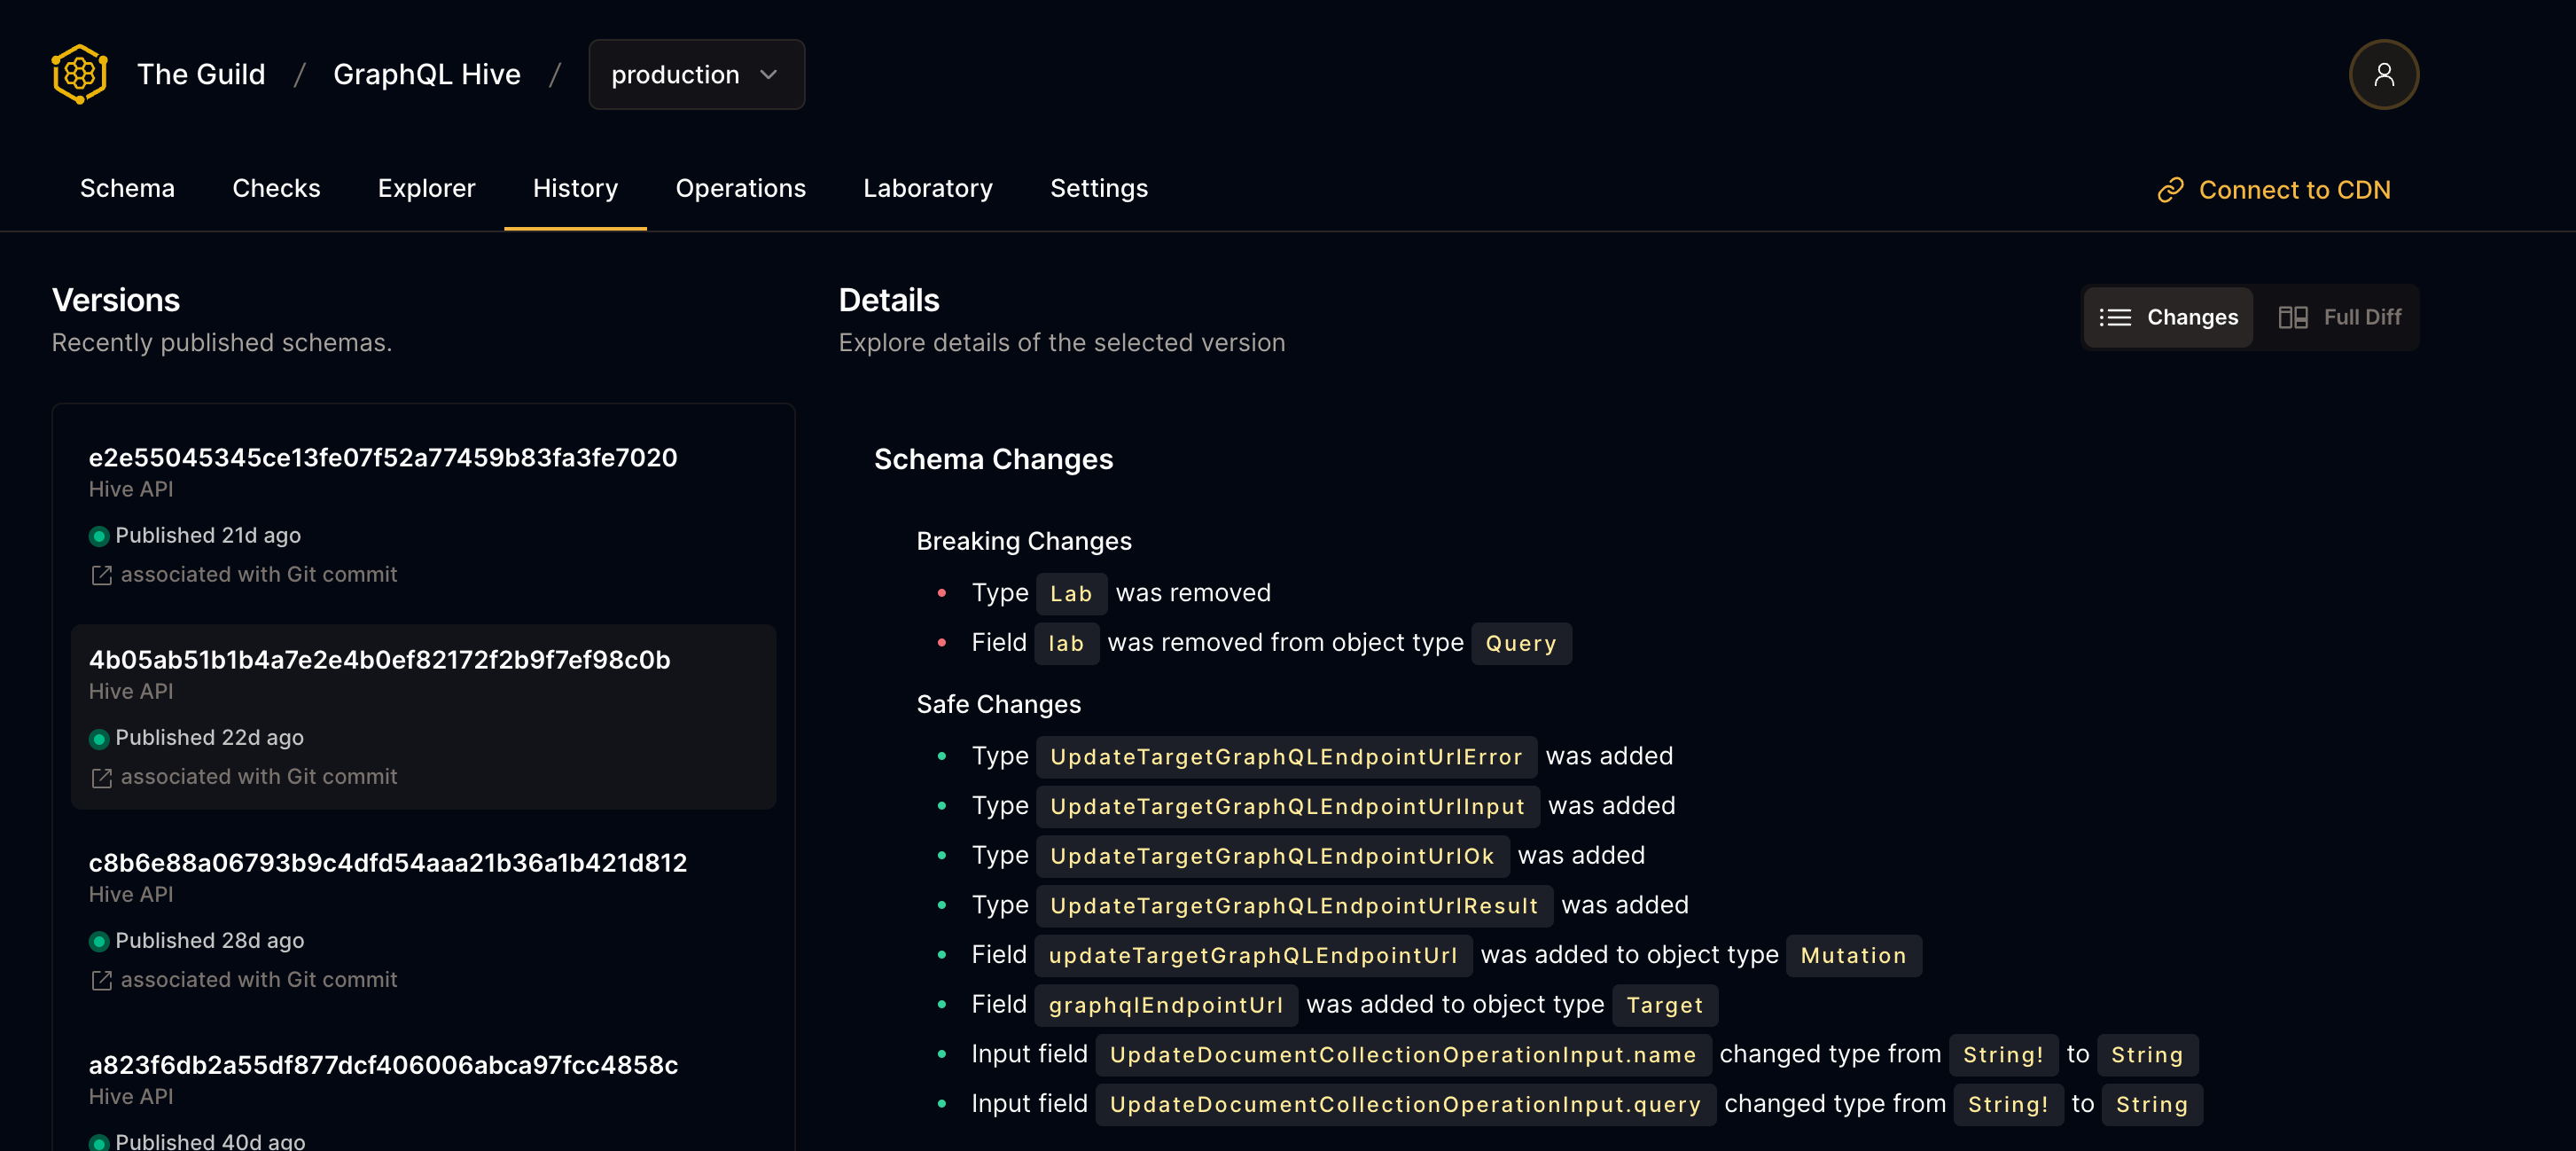 The Guild / GraphQL Hive / production
Schema Checks Explorer History Operations Laboratory Settings Connect to CDN
Versions
Recently published schemas.
e2e55045345ce13fe07f52a77459b83fa3fe7020
Hive API
Published 21d ago
associated with Git commit
4b05ab51b1b4a7e2e4b0ef82172f2b9f7ef98c0b
Hive API
Published 22d ago
associated with Git commit
c8b6e88a06793b9c4dfd54aaa21b36a1b421d812
Hive API
Published 28d ago
associated with Git commit
a823f6db2a55df877dcf406006abca97fcc4858c
Hive API
Published 40d ago
Details
Explore details of the selected version
Changes Full Diff
Schema Changes
Breaking Changes
Type Lab was removed
Field lab was removed from object type Query
Safe Changes
Type UpdateTargetGraphQLEndpointUrlError was added
Type UpdateTargetGraphQLEndpointUrlInput was added
Type UpdateTargetGraphQLEndpointUrlOk was added
Type UpdateTargetGraphQLEndpointUrlResult was added
Field updateTargetGraphQLEndpointUrl was added to object type Mutation
Field graphqlEndpointUrl was added to object type Target
Input field UpdateDocumentCollectionOperationInput.name changed type from String! to String
Input field UpdateDocumentCollectionOperationInput.query changed type from String! to String